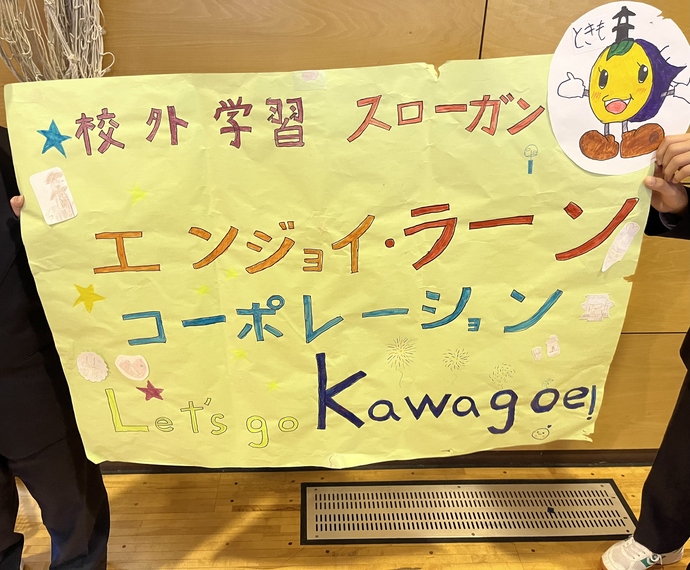 校外学習 スローガン
ときも
エンジョイ・ラーン
コーポレーション
Let's go Kawagoe!